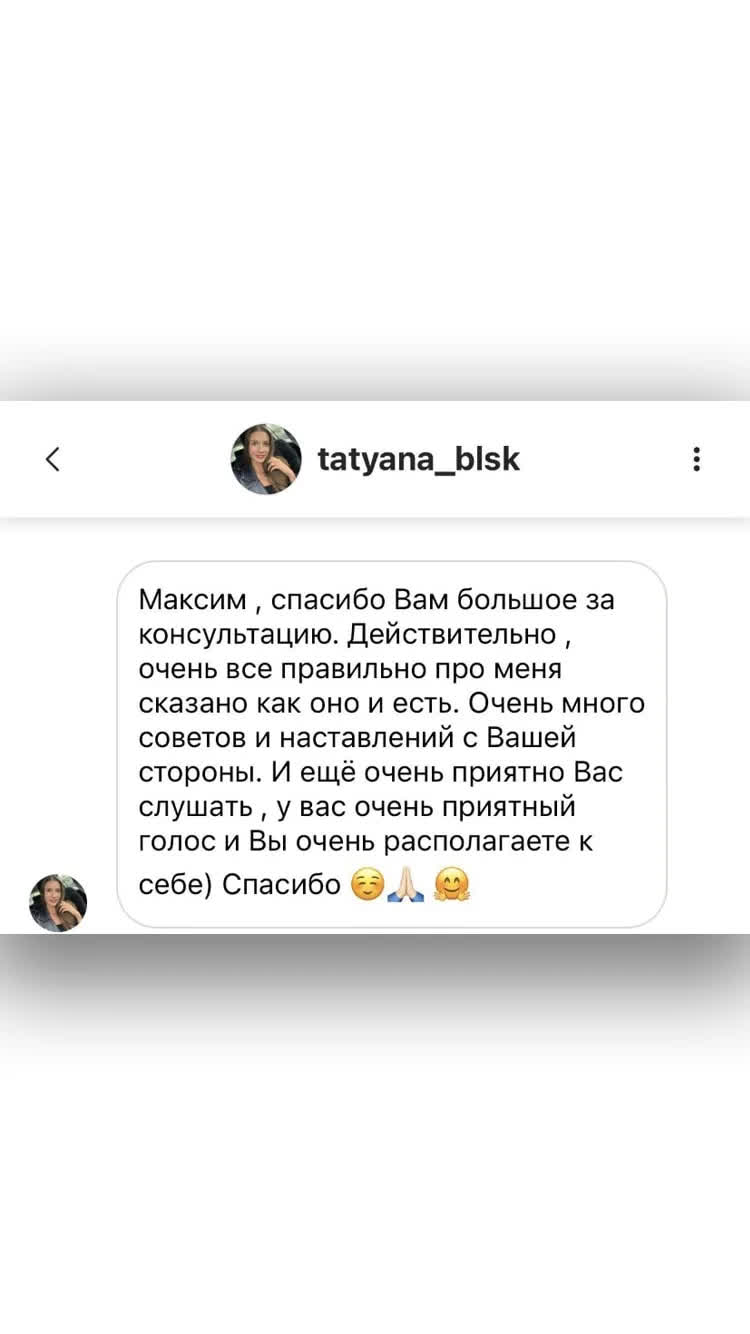 tatyana_blsk
Максим , спасибо Вам большое за
консультацию. Действительно ,
очень все правильно про меня
сказано как оно и есть. Очень много
советов и наставлений с Вашей
стороны. И ещё очень приятно Вас
слушать , у вас очень приятный
голос и Вы очень располагаете к
себе) Спасибо ☺️🙏🏻🤗